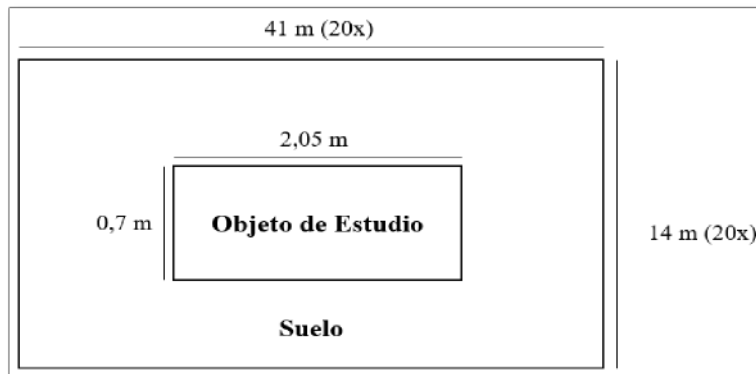 41 m (20x)
2,05 m
0,7 m
Objeto de Estudio
14 m (20x)
Suelo